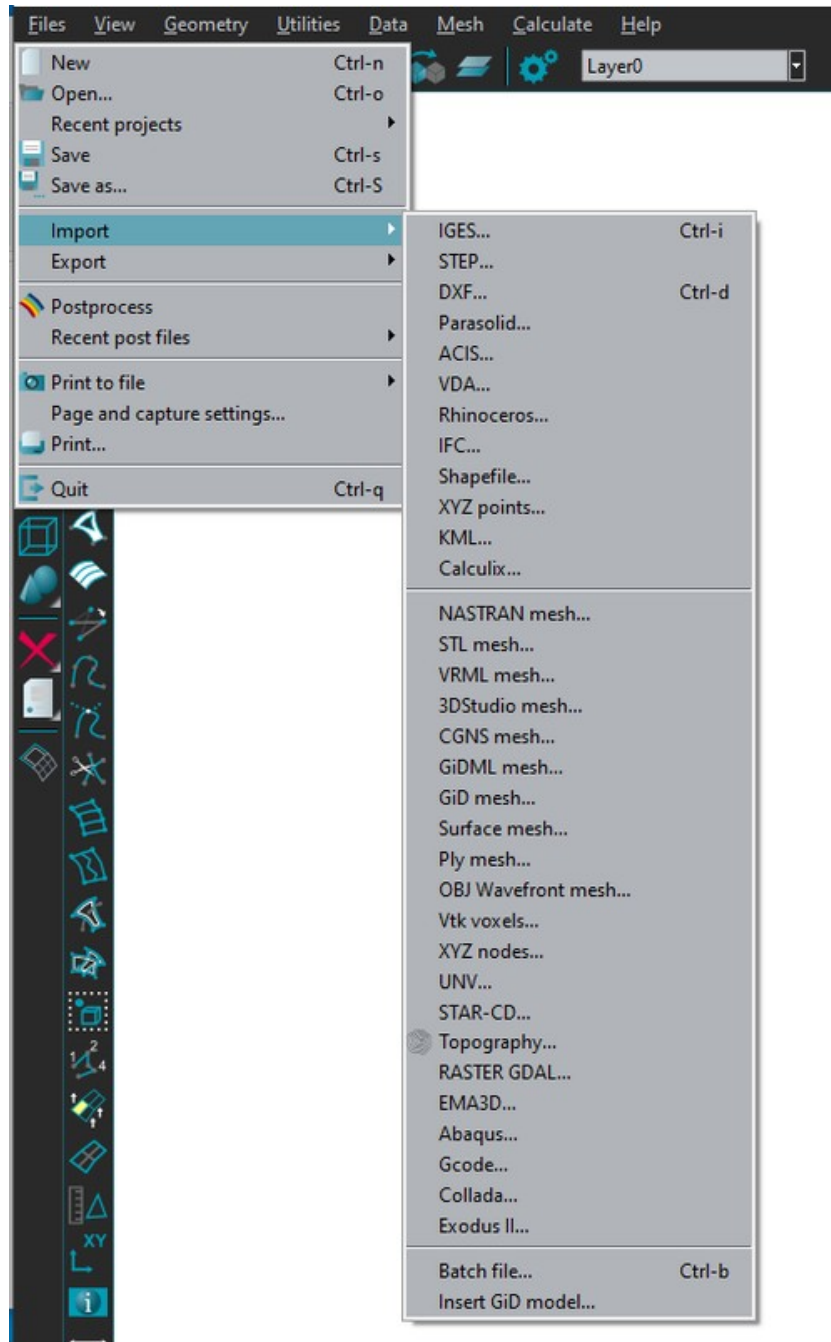 Files View Geometry Utilities Data Mesh Calculate Help
Layer0
New Ctrl-n
Open... Ctrl-o
Recent projects
Save Ctrl-s
Save as... Ctrl-S
Import
Export
Postprocess
Recent post files
Print to file
Page and capture settings...
Print...
Quit Ctrl-q
IGES... Ctrl-i
STEP...
DXF... Ctrl-d
Parasolid...
ACIS...
VDA...
Rhinoceros...
IFC...
Shapefile...
XYZ points...
KML...
Calculix...
NASTRAN mesh...
STL mesh...
VRML mesh...
3DStudio mesh...
CGNS mesh...
GiDML mesh...
GiD mesh...
Surface mesh...
Ply mesh...
OBJ Wavefront mesh...
Vtk voxels...
XYZ nodes...
UNV...
STAR-CD...
Topography...
RASTER GDAL...
EMA3D...
Abaqus...
Gcode...
Collada...
Exodus II...
Batch file... Ctrl-b
Insert GiD model...
1 2 4
XY
i